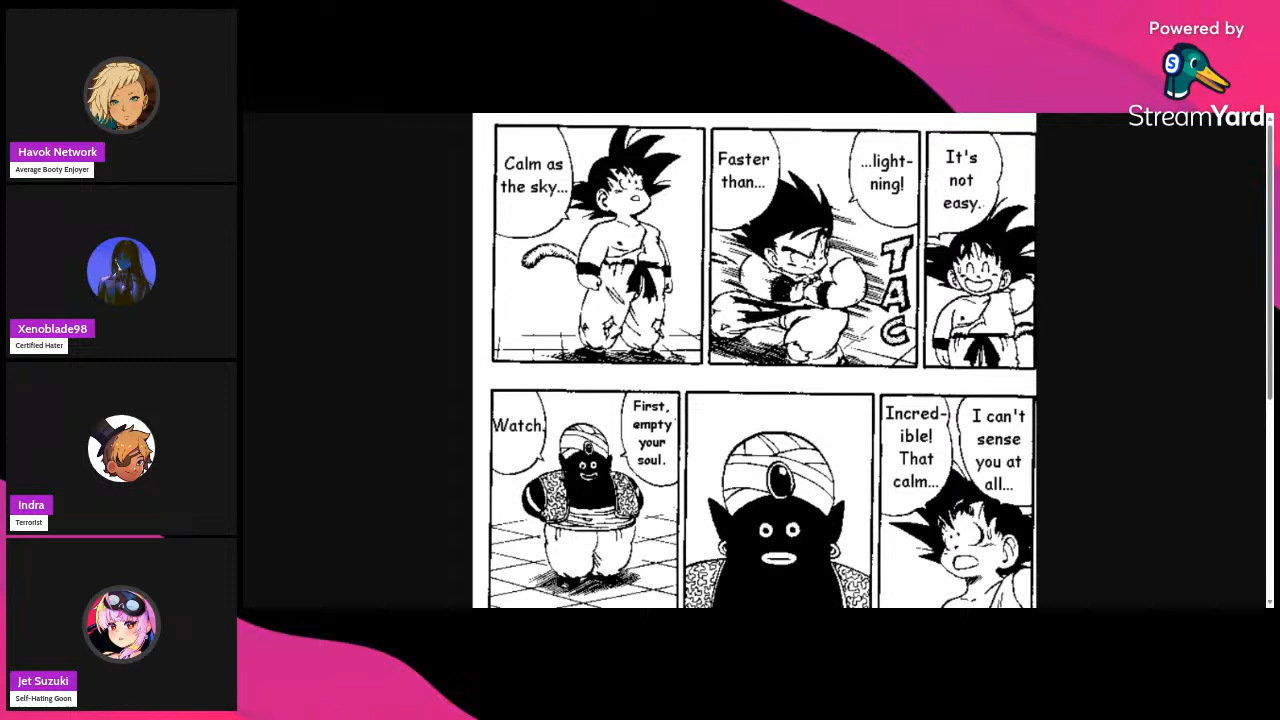 Powered by
S
StreamYard
Havok Network
Average Booty Enjoyer
Xenoblade98
Certified Hater
Indra
Terrorist
Jet Suzuki
Self-Hating Goon
Calm as
the sky...
Faster
than...
...light-
ning!
TAC
It's
not
easy.
Watch.
First,
empty
your
soul.
Incred-
ible!
That
calm...
I can't
sense
you at
all...